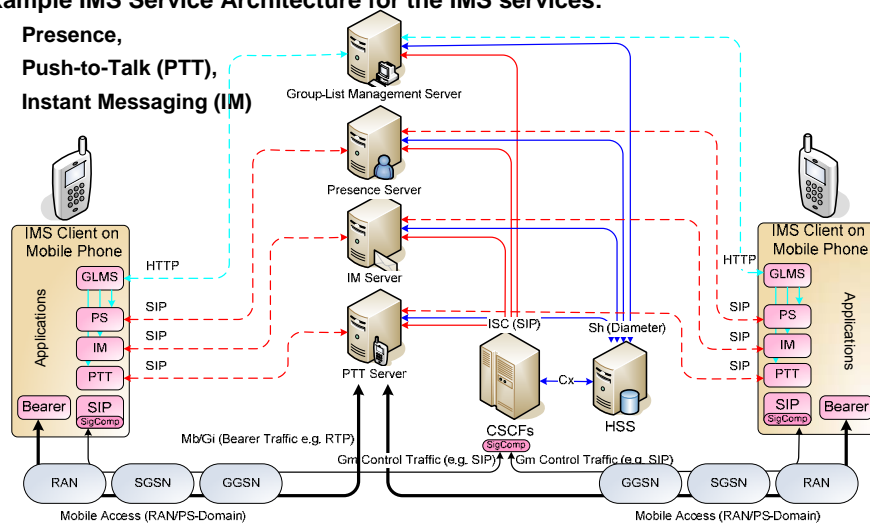 ample IMS Service Architecture for the IMS services:
Presence,
Push-to-Talk (PTT),
Instant Messaging (IM)
Group-List Management Server
Presence Server
IM Server
PTT Server
IMS Client on
Mobile Phone
GLMS
PS
IM
PTT
Applications
Bearer
SIP
SigComp
HTTP
SIP
SIP
SIP
ISC (SIP)
Sh (Diameter)
Cx
CSCFs
SigComp
HSS
IMS Client on
Mobile Phone
HTTP
GLMS
SIP
PS
SIP
IM
SIP
PTT
Applications
SIP
SigComp
Bearer
Mb/Gi (Bearer Traffic e.g. RTP)
Gm Control Traffic (e.g. SIP)
Gm Control Traffic (e.g. SIP)
RAN
SGSN
GGSN
GGSN
SGSN
RAN
Mobile Access (RAN/PS-Domain)
Mobile Access (RAN/PS-Domain)